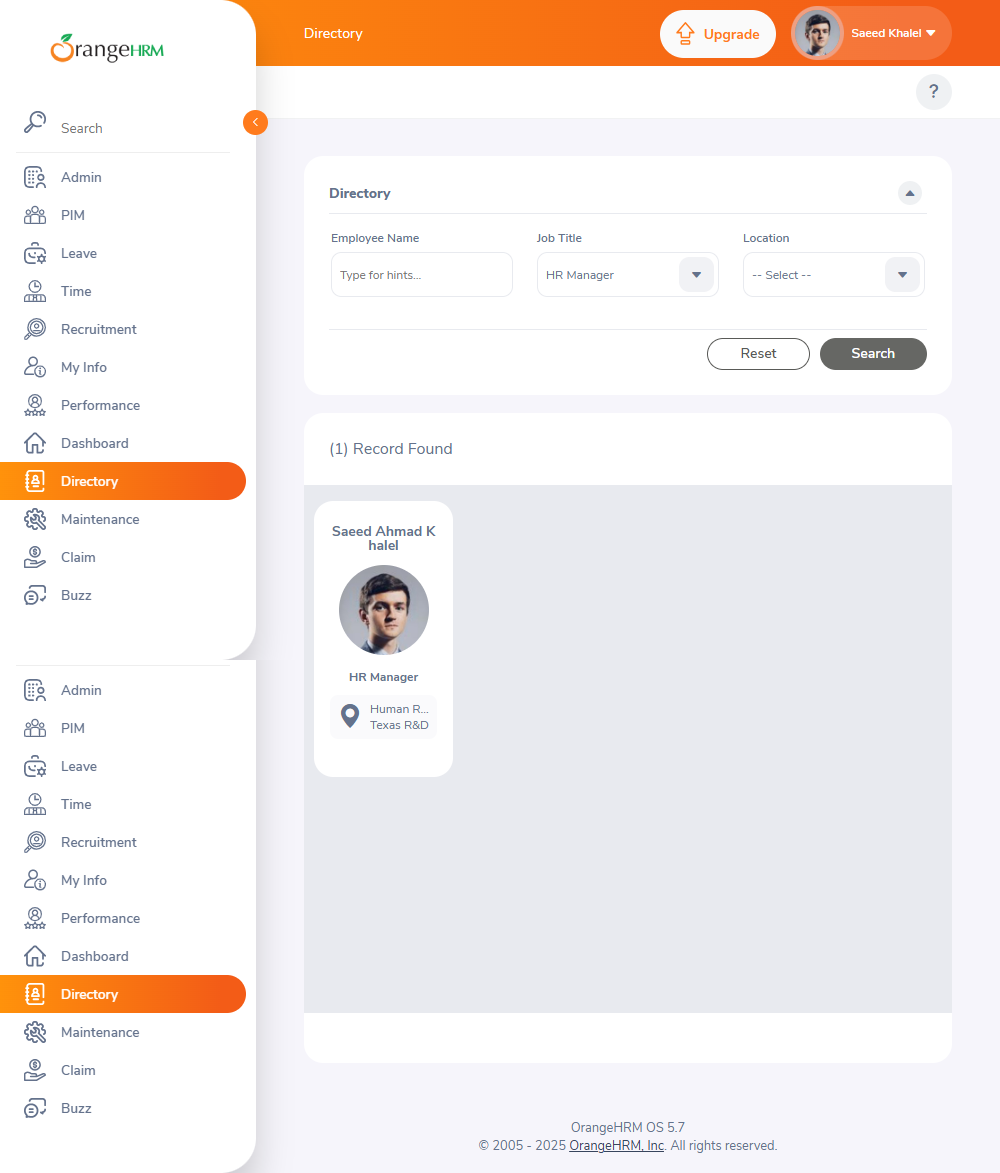 OrangeHRM
Directory
Upgrade
Saeed Khalel
?
Search
Admin
PIM
Leave
Time
Recruitment
My Info
Performance
Dashboard
Directory
Maintenance
Claim
Buzz
Admin
PIM
Leave
Time
Recruitment
My Info
Performance
Dashboard
Directory
Maintenance
Claim
Buzz
Directory
Employee Name
Job Title
Location
Type for hints...
HR Manager
-- Select --
Reset
Search
(1) Record Found
Saeed Ahmad K
halel
HR Manager
Human R...
Texas R&D
OrangeHRM OS 5.7
© 2005 - 2025 OrangeHRM, Inc. All rights reserved.